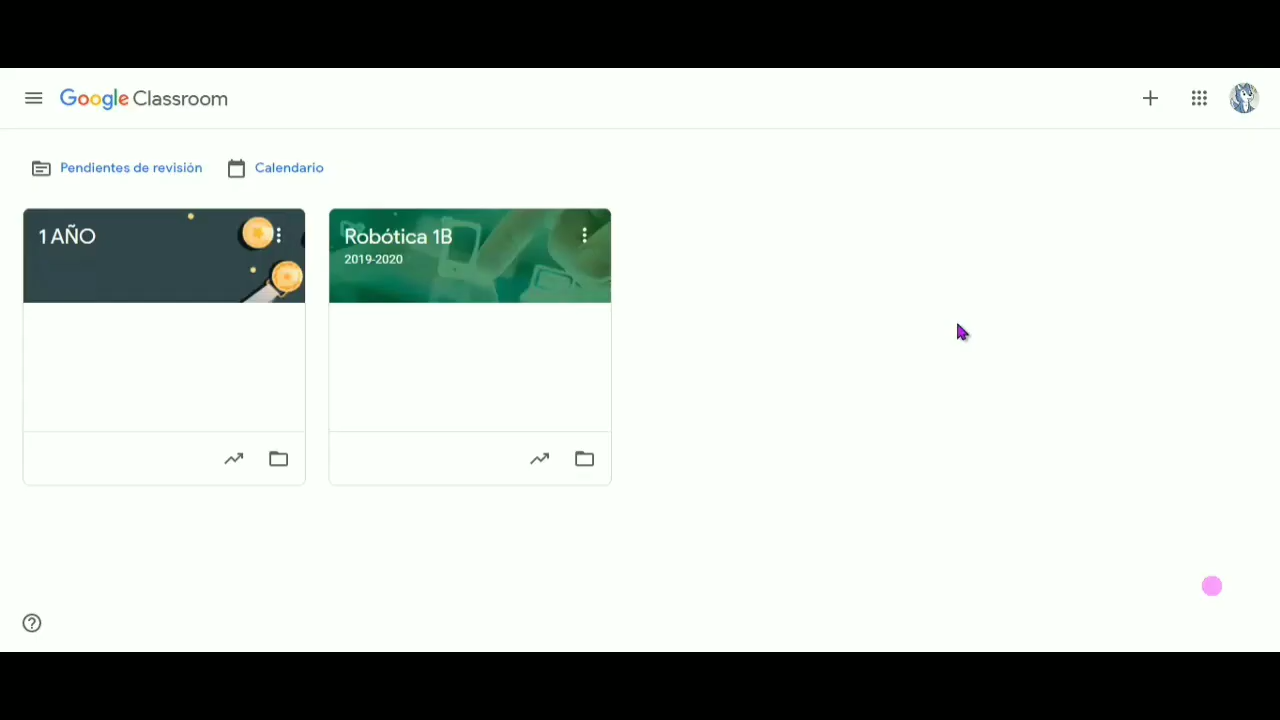 Google Classroom
Pendientes de revisión
Calendario
1 AÑO
Robótica 1B
2019-2020